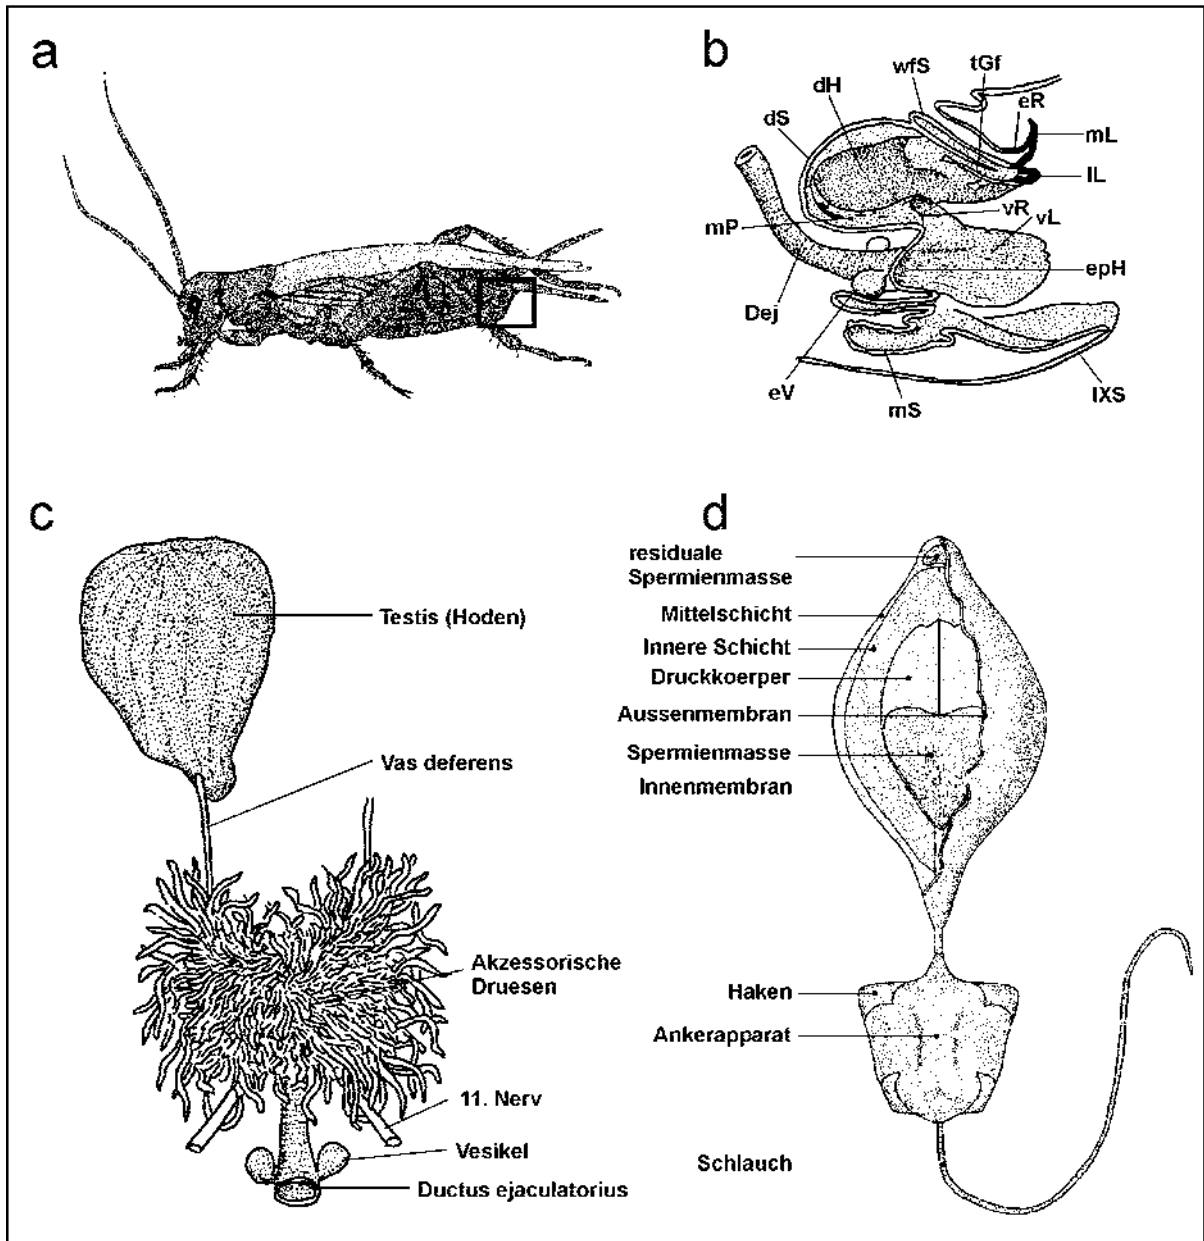 a
b
wfS
tGf
dH
eR
dS
mL
lL
vR
vL
mP
epH
Dej
eV
mS
IXS
c
d
residuale
Spermienmasse
Testis (Hoden)
Mittelschicht
Innere Schicht
Druckkoerper
Aussenmembran
Vas deferens
Spermienmasse
Innenmembran
Akzessorische
Druesen
Haken
Ankerapparat
11. Nerv
Vesikel
Schlauch
Ductus ejaculatorius